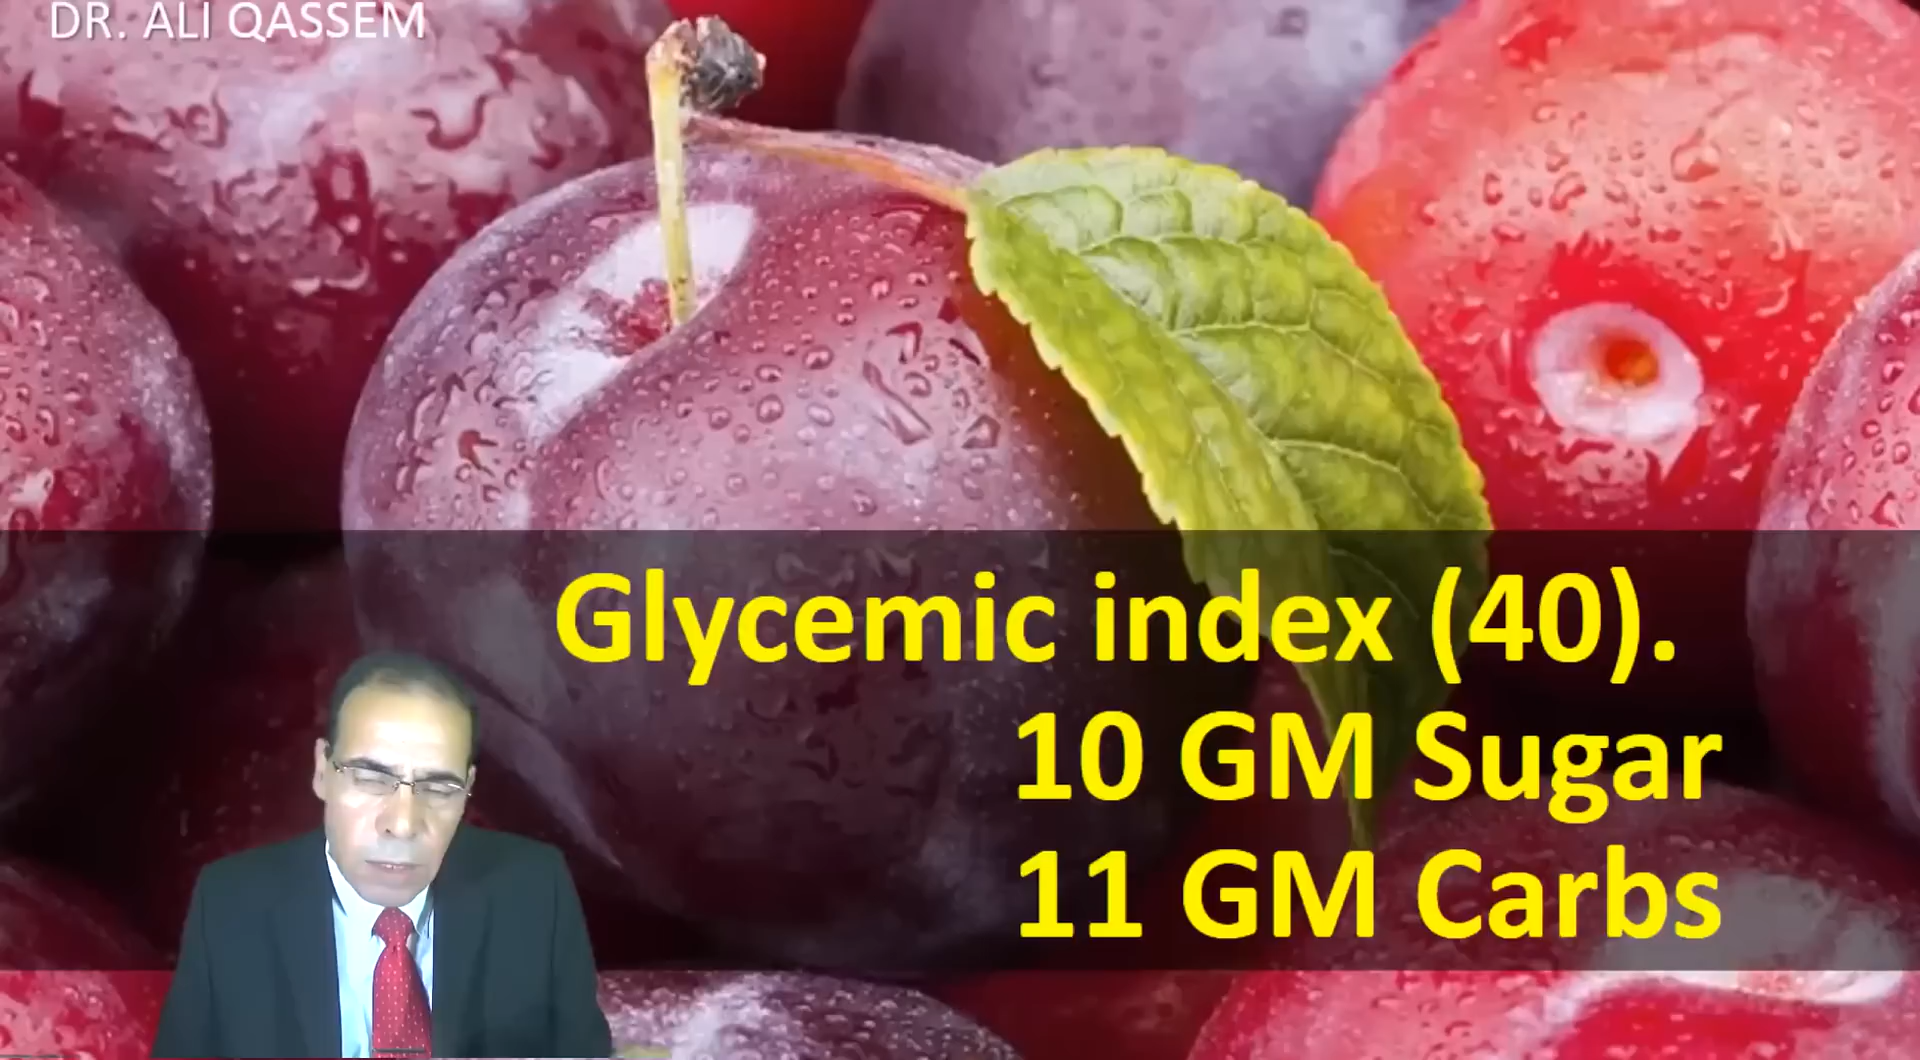 DR. ALI QASSEM
Glycemic index (40).
10 GM Sugar
11 GM Carbs